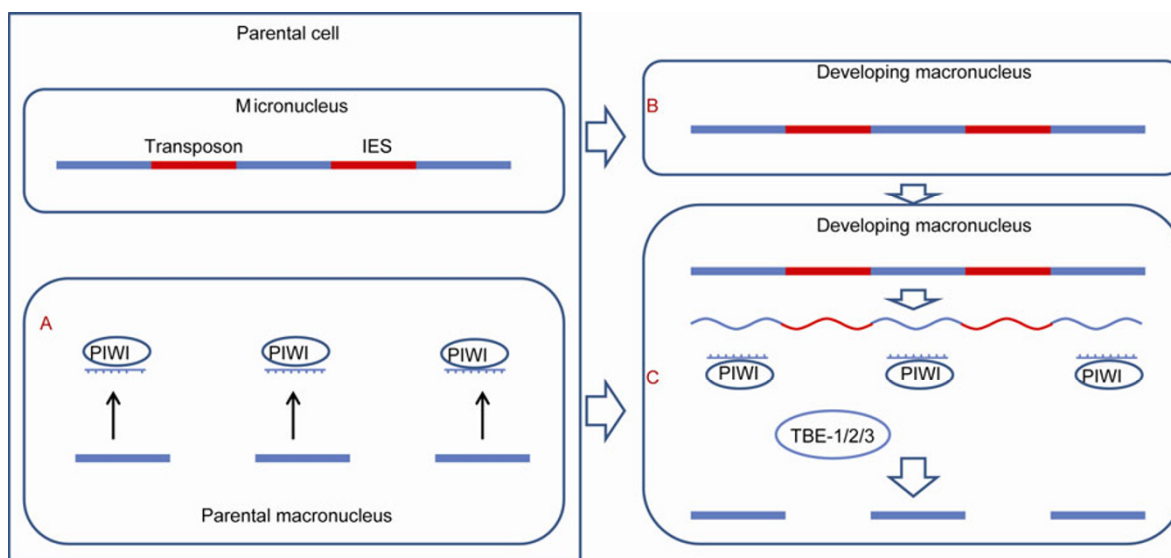 Parental cell
Micronucleus
Transposon IES
A
PIWI PIWI PIWI
Parental macronucleus
Developing macronucleus
B
Developing macronucleus
C
PIWI PIWI PIWI
TBE-1/2/3